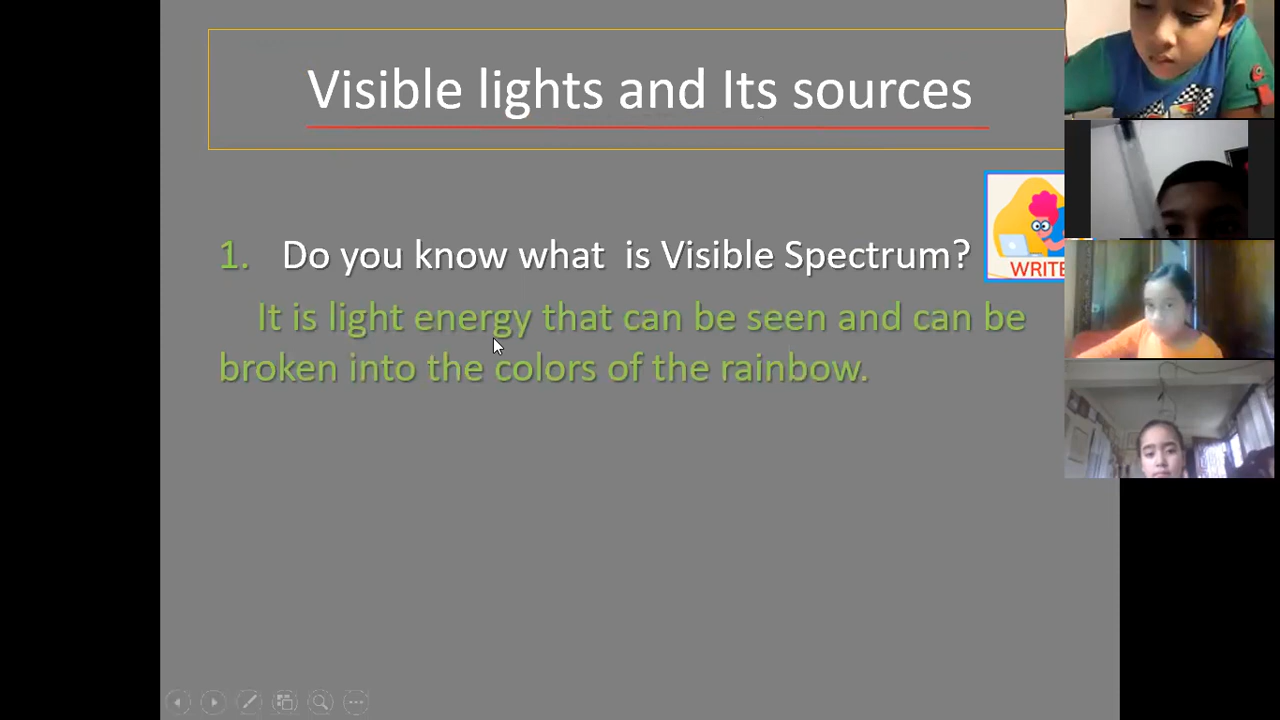 Visible lights and Its sources
1. Do you know what is Visible Spectrum?
WRITE
It is light energy that can be seen and can be
broken into the colors of the rainbow.